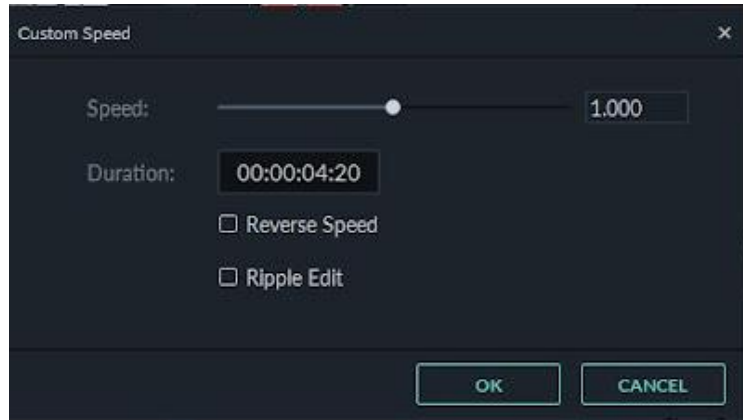 Custom Speed
Speed: 1.000
Duration: 00:00:04:20
Reverse Speed
Ripple Edit
OK CANCEL